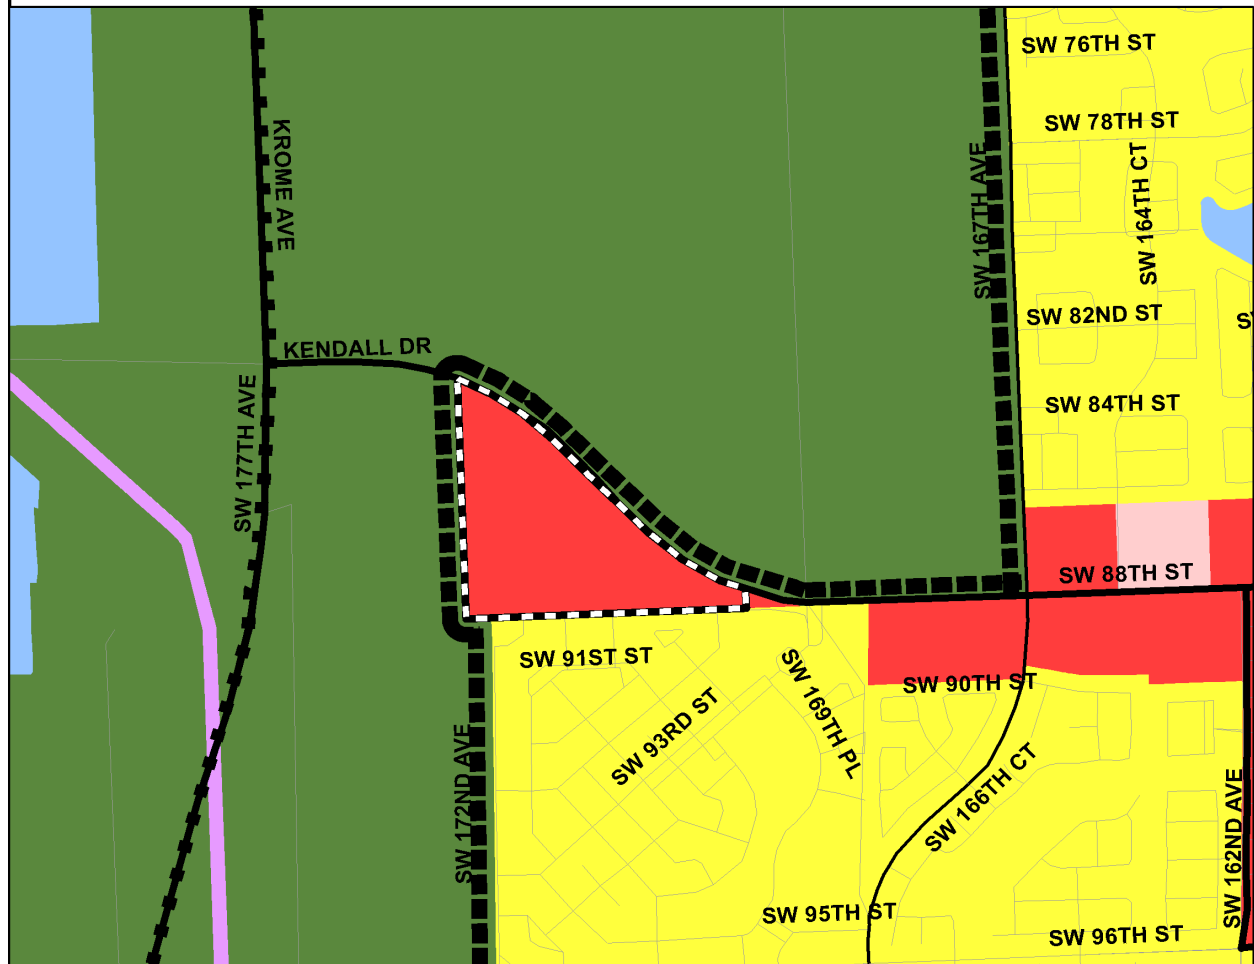 SW 76TH ST
SW 78TH ST
KROME AVE
SW 167TH AVE
SW 164TH CT
SW 82ND ST
KENDALL DR
SW 177TH AVE
SW 84TH ST
SW 88TH ST
SW 91ST ST
SW 90TH ST
SW 93RD ST
SW 169TH PL
SW 172ND AVE
SW 166TH CT
SW 162ND AVE
SW 95TH ST
SW 96TH ST